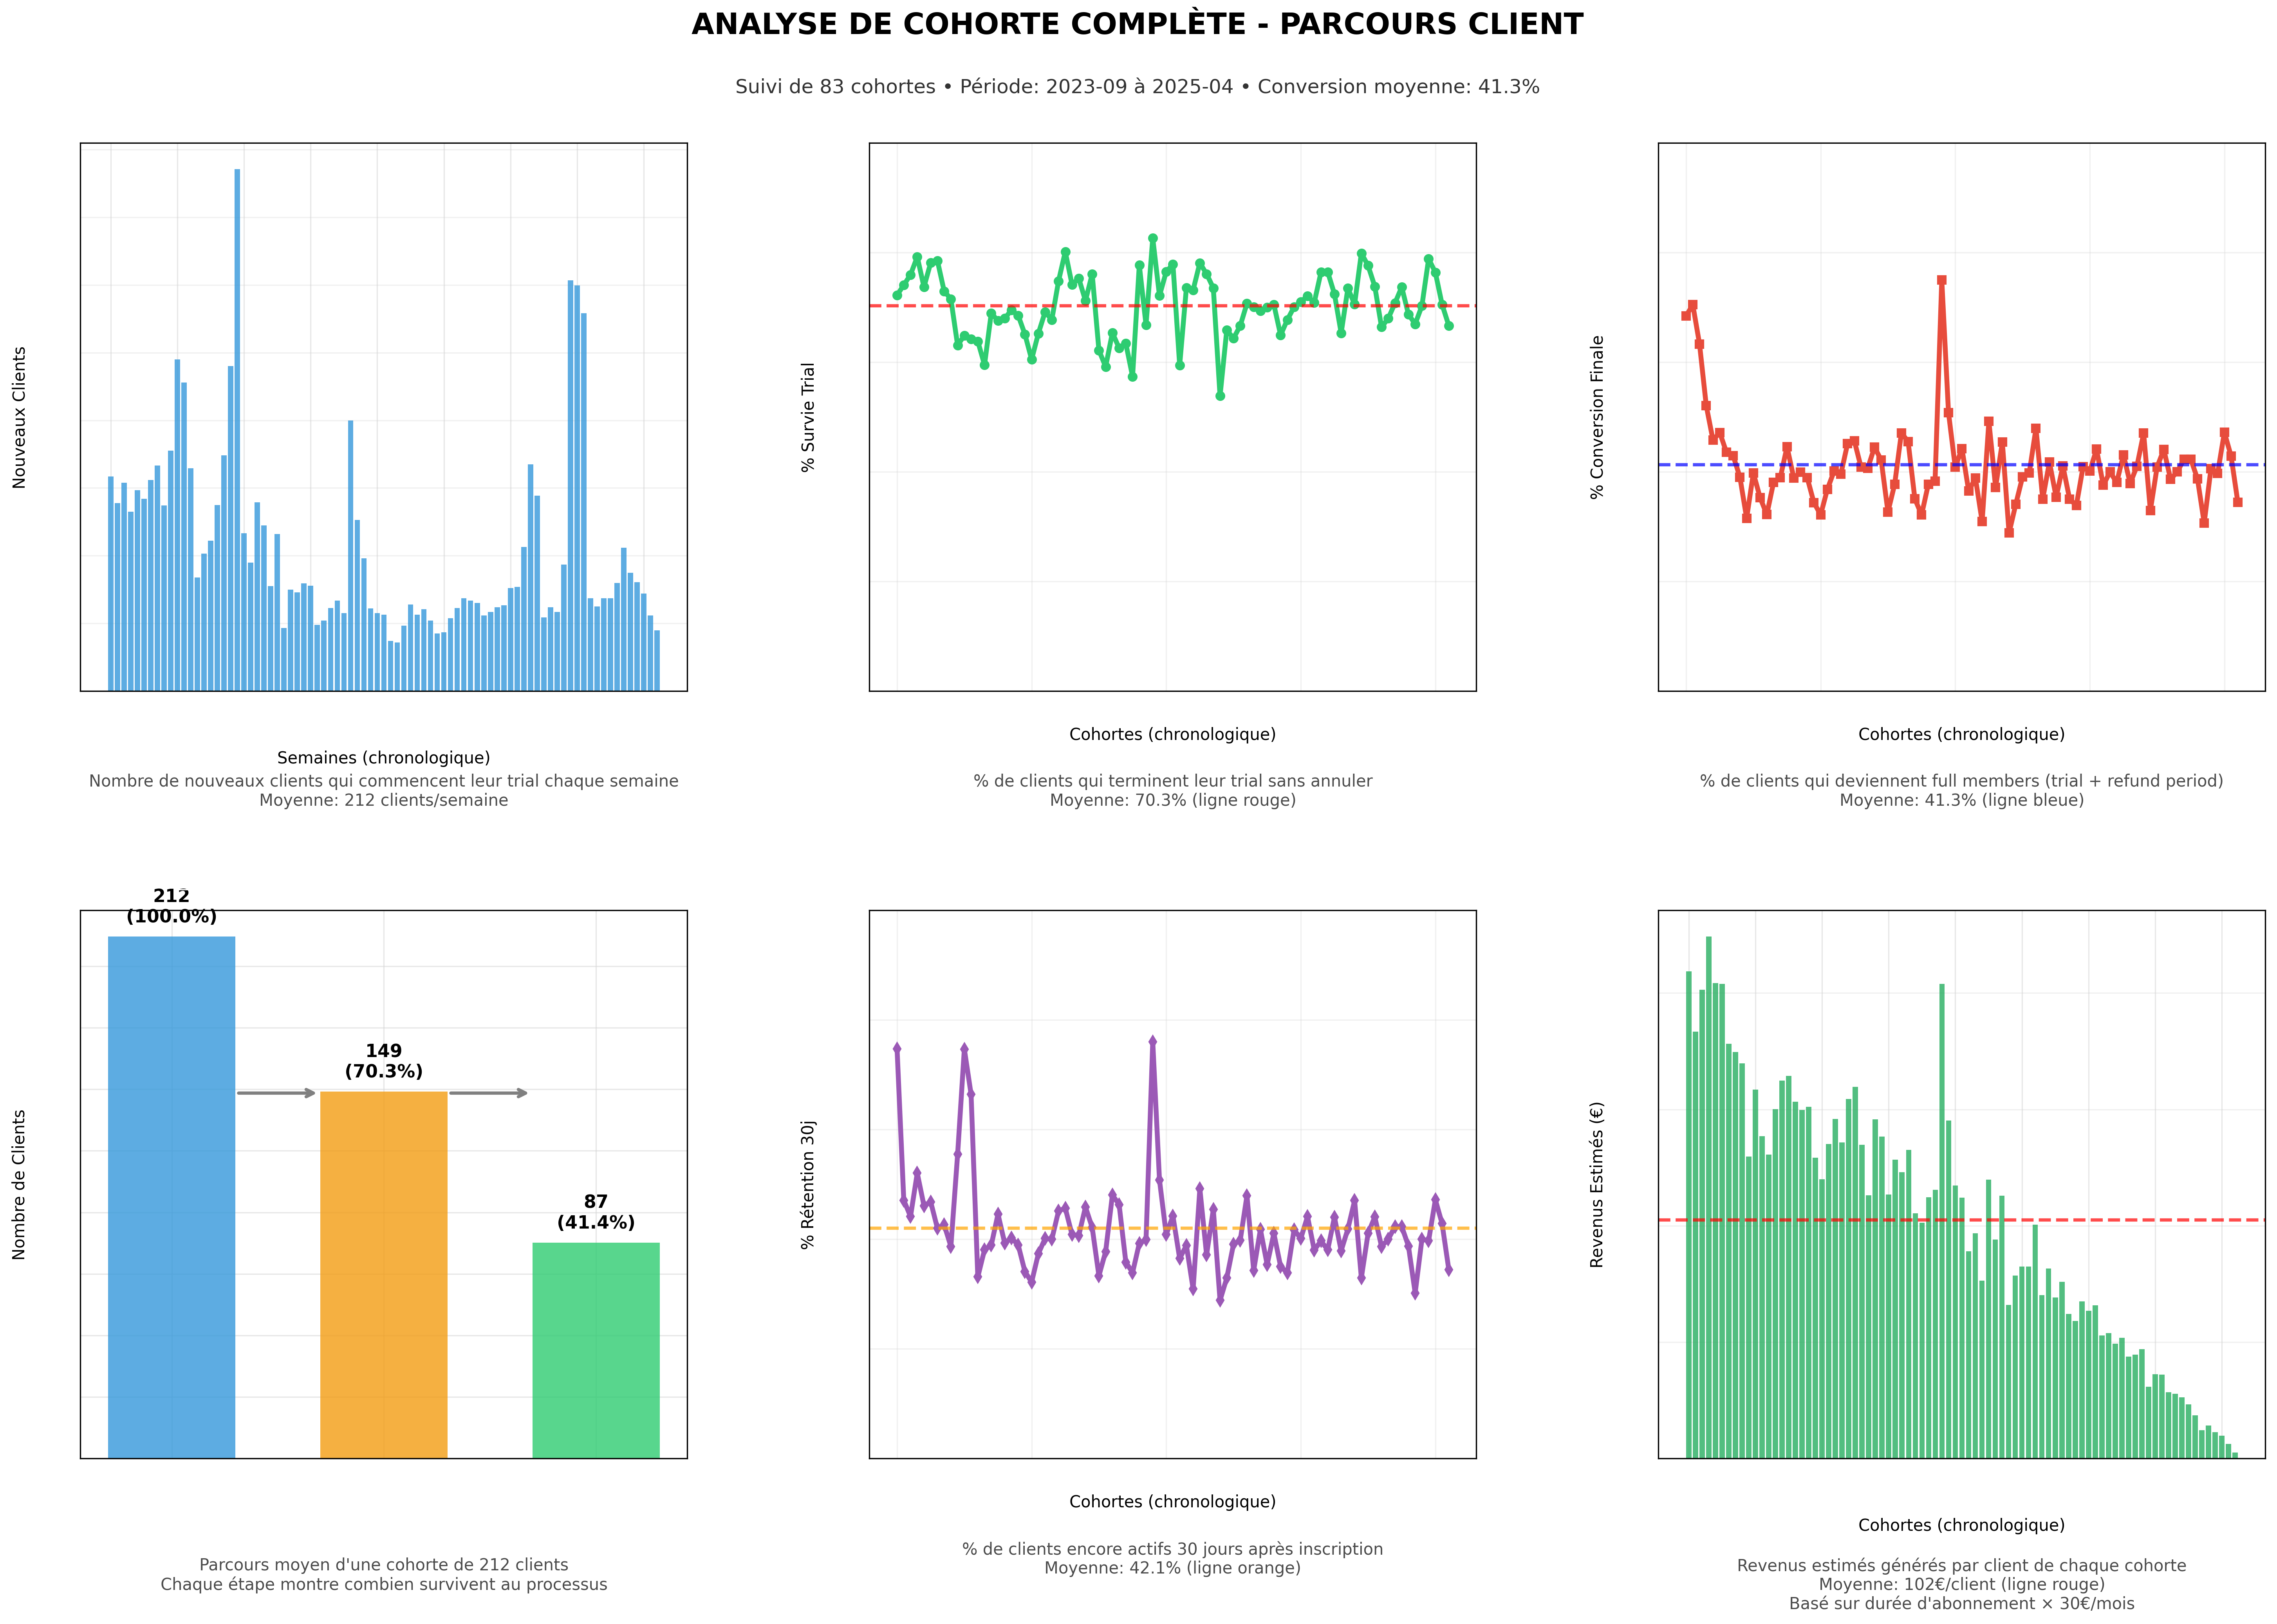 ANALYSE DE COHORTE COMPLÈTE - PARCOURS CLIENT
Suivi de 83 cohortes • Période: 2023-09 à 2025-04 • Conversion moyenne: 41.3%
Nouveaux Clients
Semaines (chronologique)
Nombre de nouveaux clients qui commencent leur trial chaque semaine
Moyenne: 212 clients/semaine
% Survie Trial
Cohortes (chronologique)
% de clients qui terminent leur trial sans annuler
Moyenne: 70.3% (ligne rouge)
% Conversion Finale
Cohortes (chronologique)
% de clients qui deviennent full members (trial + refund period)
Moyenne: 41.3% (ligne bleue)
Nombre de Clients
212
(100.0%)
149
(70.3%)
87
(41.4%)
Parcours moyen d'une cohorte de 212 clients
Chaque étape montre combien survivent au processus
% Rétention 30j
Cohortes (chronologique)
% de clients encore actifs 30 jours après inscription
Moyenne: 42.1% (ligne orange)
Revenus Estimés (€)
Cohortes (chronologique)
Revenus estimés générés par client de chaque cohorte
Moyenne: 102€/client (ligne rouge)
Basé sur durée d'abonnement × 30€/mois